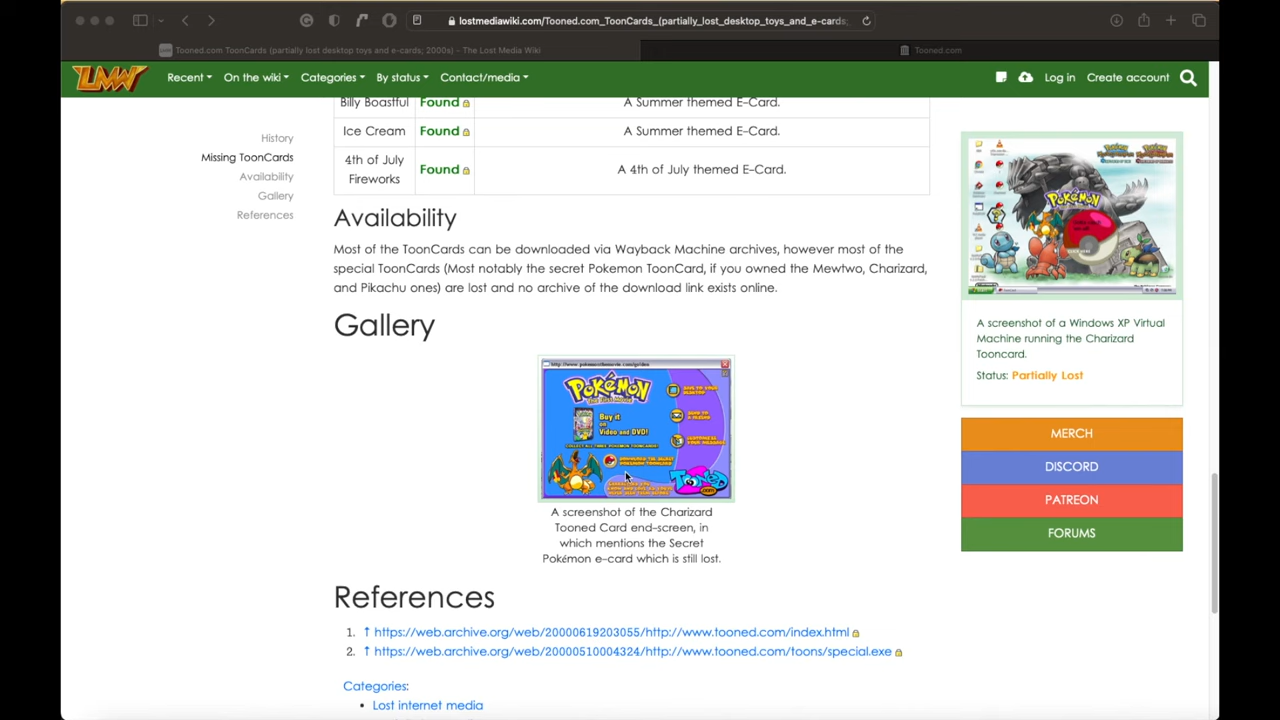 lostmediawiki.com/Tooned.com_ToonCards_(partially_lost_desktop_toys_and_e-cards;
Tooned.com ToonCards (partially lost desktop toys and e-cards; 2000s) – The Lost Media Wiki
Tooned.com
LMW
Recent
On the wiki
Categories
By status
Contact/media
Log in
Create account
History
Missing ToonCards
Availability
Gallery
References
Billy Boastful Found A Summer themed E-Card.
Ice Cream Found A Summer themed E-Card.
4th of July
Fireworks
Found
A 4th of July themed E-Card.
Availability
Most of the ToonCards can be downloaded via Wayback Machine archives, however most of the
special ToonCards (Most notably the secret Pokemon ToonCard, if you owned the Mewtwo, Charizard,
and Pikachu ones) are lost and no archive of the download link exists online.
Gallery
POKéMON
Buy it
on
Video and DVD!
TOONED
.com
A screenshot of the Charizard
Tooned Card end-screen, in
which mentions the Secret
Pokémon e-card which is still lost.
References
1. ↑ https://web.archive.org/web/20000619203055/http://www.tooned.com/index.html
2. ↑ https://web.archive.org/web/20000510004324/http://www.tooned.com/toons/special.exe
Categories:
• Lost internet media
POKéMON
A screenshot of a Windows XP Virtual
Machine running the Charizard
Tooncard.
Status: Partially Lost
MERCH
DISCORD
PATREON
FORUMS